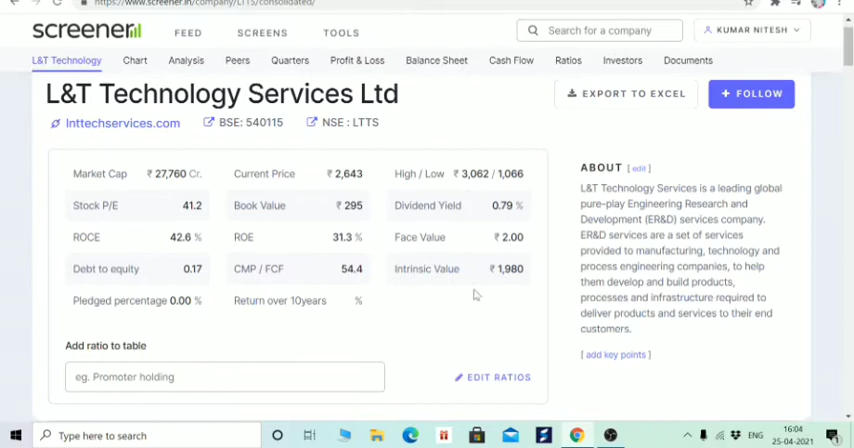 https://www.screener.in/company/LTTS/consolidated/
screener FEED SCREENS TOOLS Search for a company KUMAR NITESH
L&T Technology Chart Analysis Peers Quarters Profit & Loss Balance Sheet Cash Flow Ratios Investors Documents
L&T Technology Services Ltd EXPORT TO EXCEL + FOLLOW
lnttechservices.com BSE: 540115 NSE : LTTS
Market Cap ₹ 27,760 Cr. Current Price ₹ 2,643 High / Low ₹ 3,062 / 1,066
Stock P/E 41.2 Book Value ₹ 295 Dividend Yield 0.79 %
ROCE 42.6 % ROE 31.3 % Face Value ₹ 2.00
Debt to equity 0.17 CMP / FCF 54.4 Intrinsic Value ₹ 1,980
Pledged percentage 0.00 % Return over 10years %
Add ratio to table
eg. Promoter holding EDIT RATIOS
ABOUT [ edit ]
L&T Technology Services is a leading global
pure-play Engineering Research and
Development (ER&D) services company.
ER&D services are a set of services
provided to manufacturing, technology and
process engineering companies, to help
them develop and build products,
processes and infrastructure required to
deliver products and services to their end
customers.
[ add key points ]
Type here to search ENG 16:04
25-04-2021